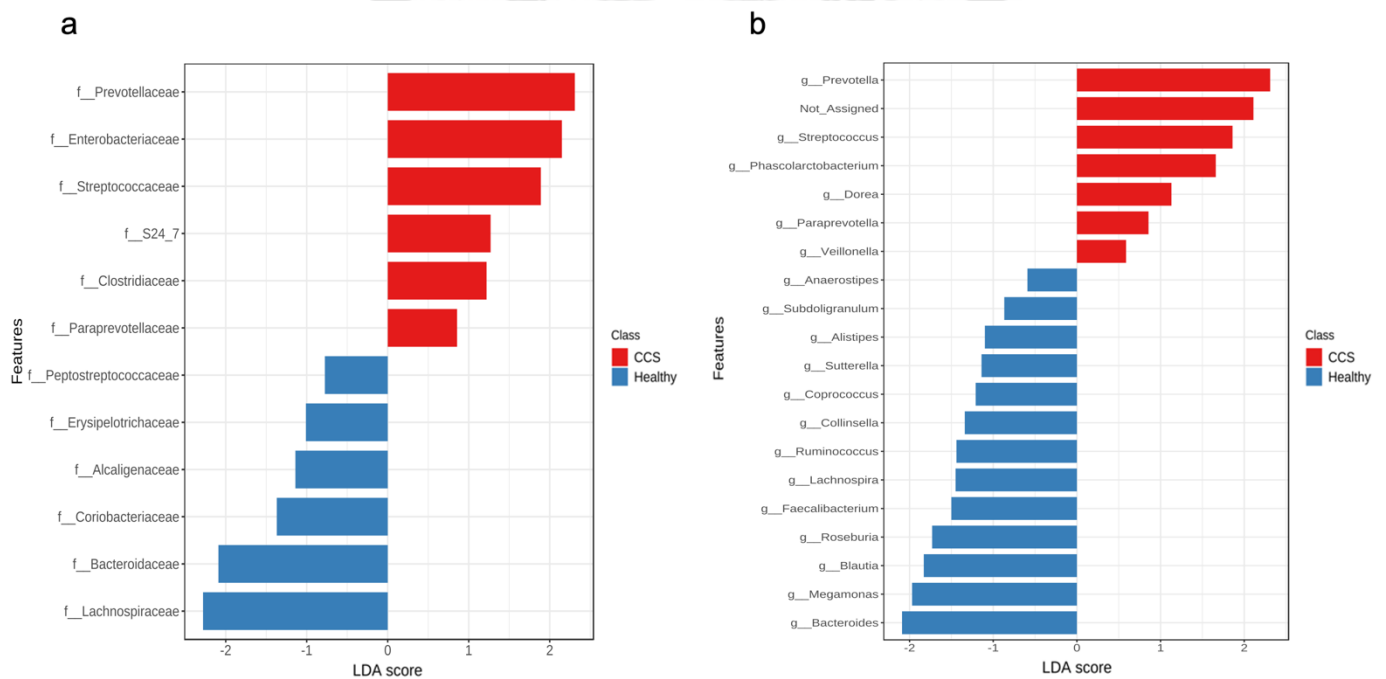 a
f__Prevotellaceae
f__Enterobacteriaceae
f__Streptococcaceae
f__S24_7
f__Clostridiaceae
f__Paraprevotellaceae
f__Peptostreptococcaceae
f__Erysipelotrichaceae
f__Alcaligenaceae
f__Coriobacteriaceae
f__Bacteroidaceae
f__Lachnospiraceae
Features
-2 -1 0 1 2
LDA score
Class
CCS
Healthy
b
g__Prevotella
Not_Assigned
g__Streptococcus
g__Phascolarctobacterium
g__Dorea
g__Paraprevotella
g__Veillonella
g__Anaerostipes
g__Subdoligranulum
g__Alistipes
g__Sutterella
g__Coprococcus
g__Collinsella
g__Ruminococcus
g__Lachnospira
g__Faecalibacterium
g__Roseburia
g__Blautia
g__Megamonas
g__Bacteroides
Features
-2 -1 0 1 2
LDA score
Class
CCS
Healthy